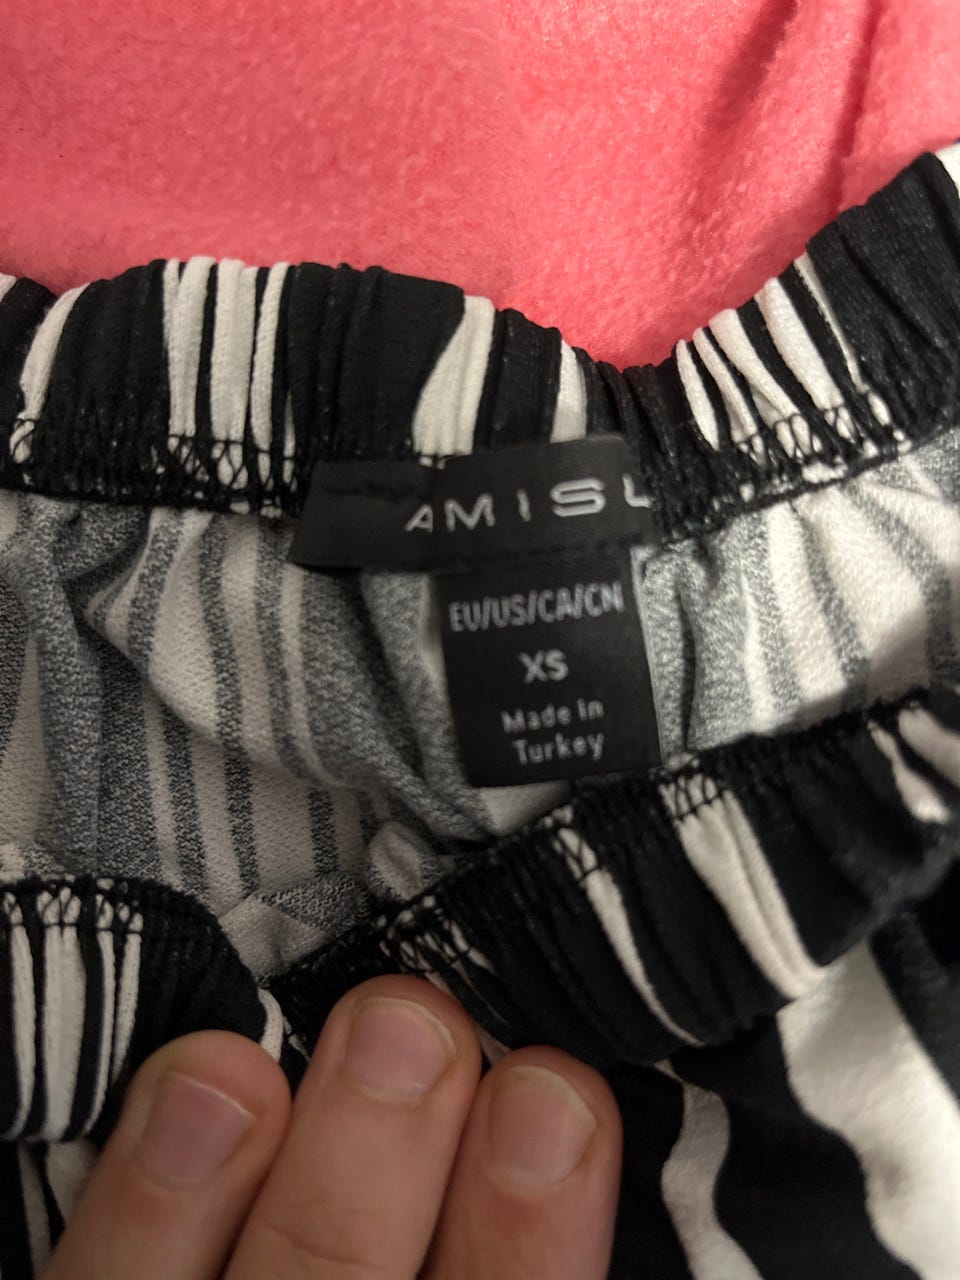 AMISU
EU/US/CA/CN
XS
Made in
Turkey